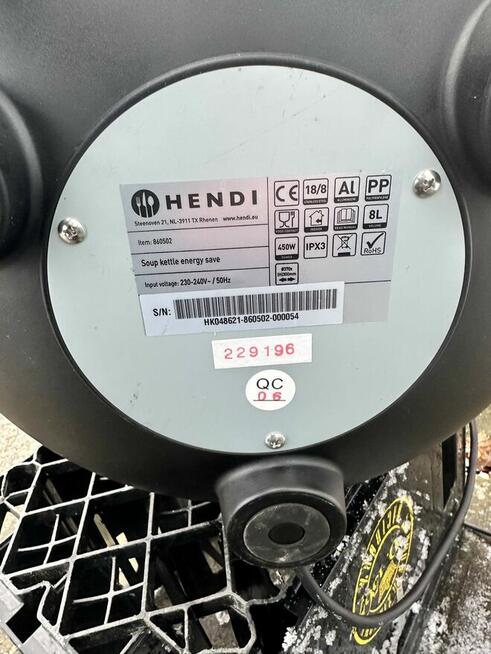 HENDI
Steenoven 21, NL-3911 TX Rhenen www.hendi.eu
Item: 860502
Soup kettle energy save
Input voltage: 230-240V~ / 50Hz
CE
18/8
Al
PP
8L
450W
IPX3
RoHS
S/N:
HK048621-860502-000054
229196
QC
06